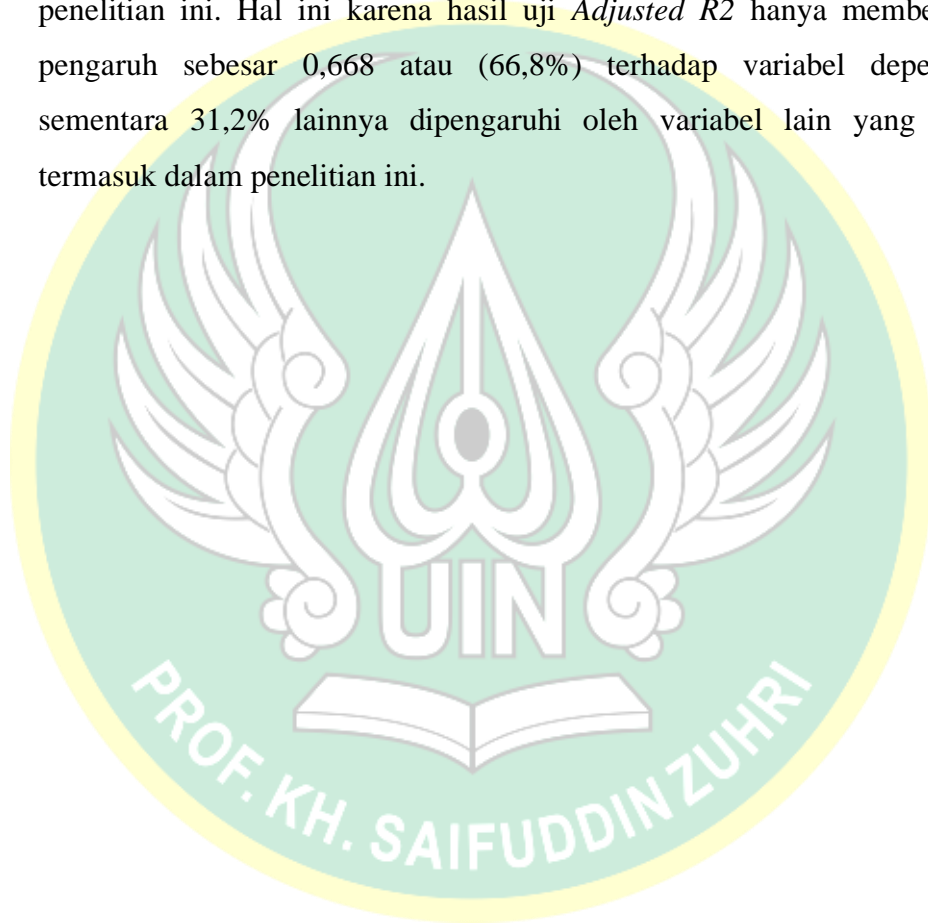 penelitian ini. Hal ini karena hasil uji Adjusted R2 hanya membe
pengaruh sebesar 0,668 atau (66,8%) terhadap variabel depe
sementara 31,2% lainnya dipengaruhi oleh variabel lain yang
termasuk dalam penelitian ini.
UIN
PROF. KH. SAIFUDDIN ZUHRI